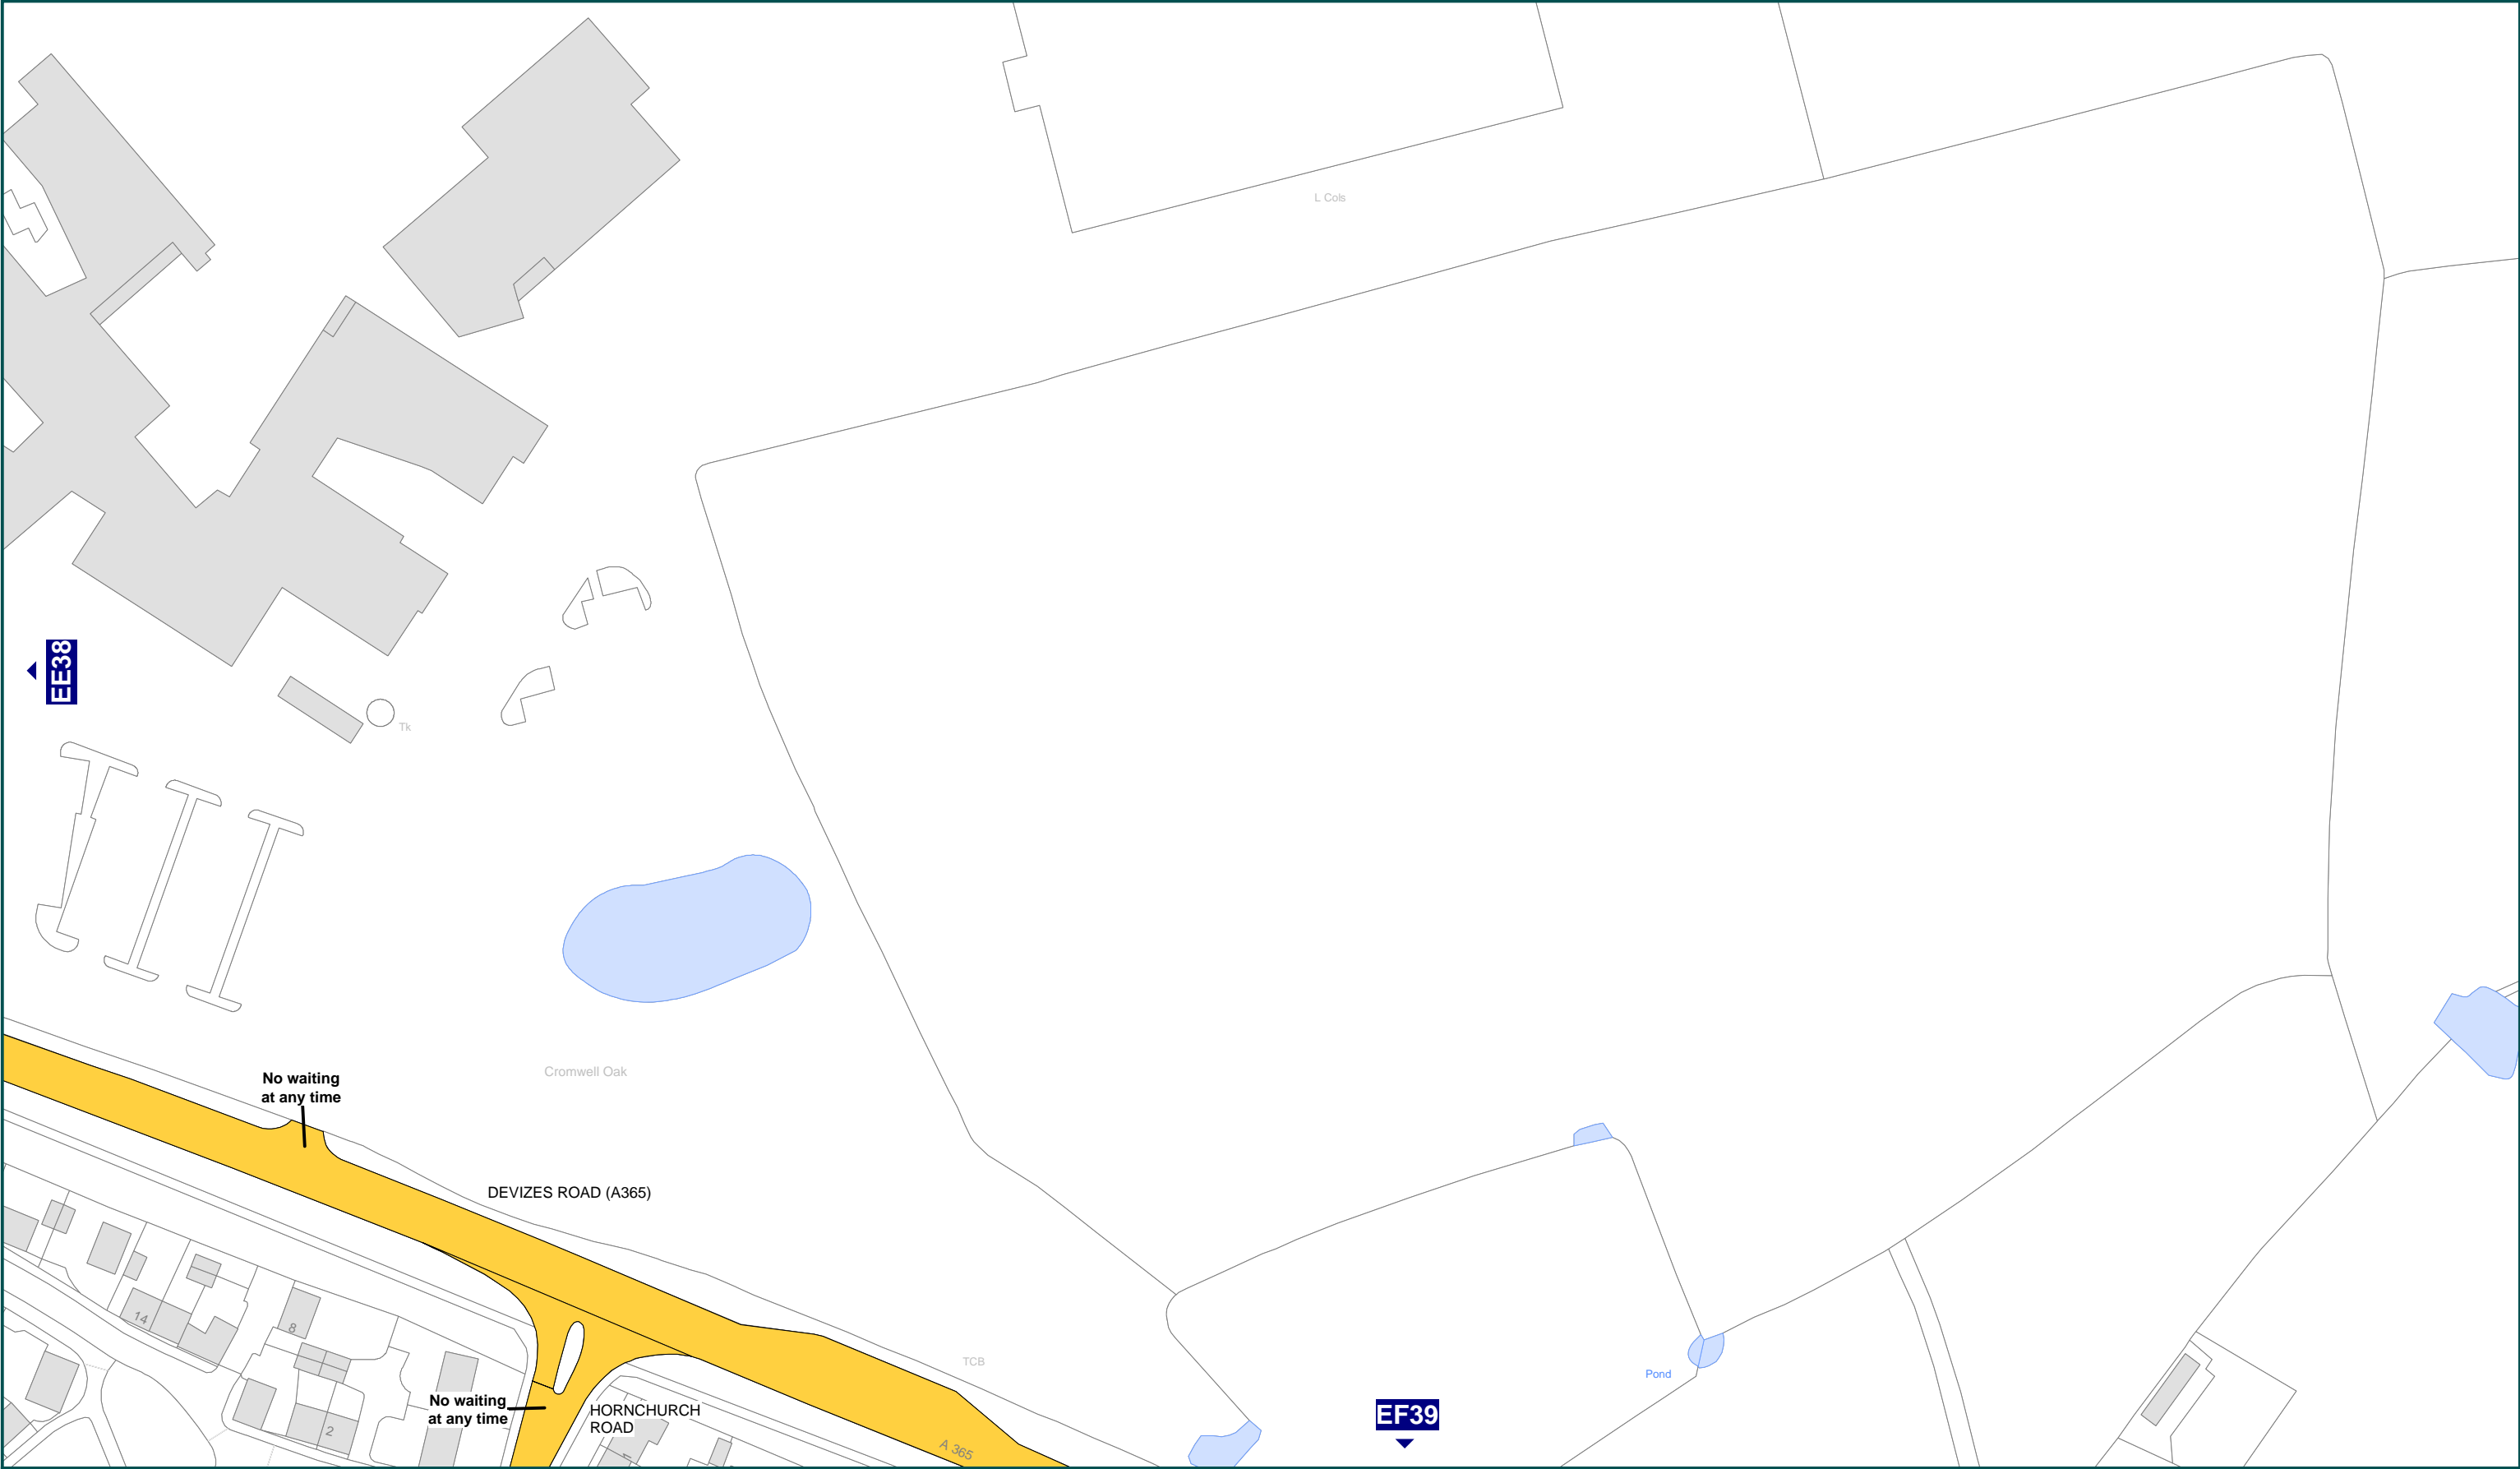 L Cols
EE38
Tk
Cromwell Oak
No waiting
at any time
DEVIZES ROAD (A365)
14
8
TCB
Pond
No waiting
at any time
HORNCHURCH
ROAD
EF39
2
1
A 365